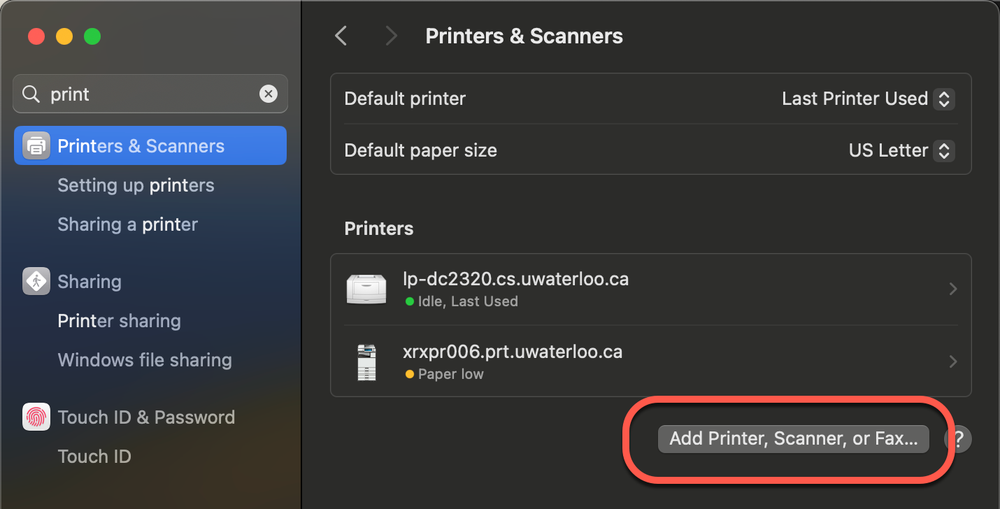 print
Printers & Scanners
Setting up printers
Sharing a printer
Sharing
Printer sharing
Windows file sharing
Touch ID & Password
Touch ID
Printers & Scanners
Default printer Last Printer Used
Default paper size US Letter
Printers
lp-dc2320.cs.uwaterloo.ca
Idle, Last Used
xrxpr006.prt.uwaterloo.ca
Paper low
Add Printer, Scanner, or Fax... ?